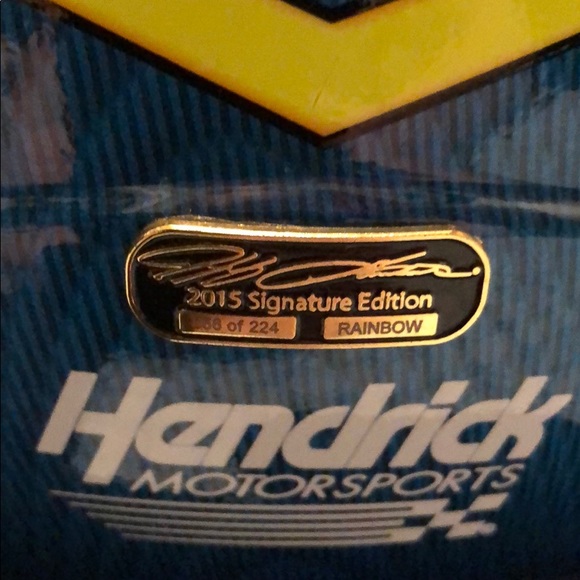 2015 Signature Edition
of 224 RAINBOW
Hendrick
MOTORSPORTS